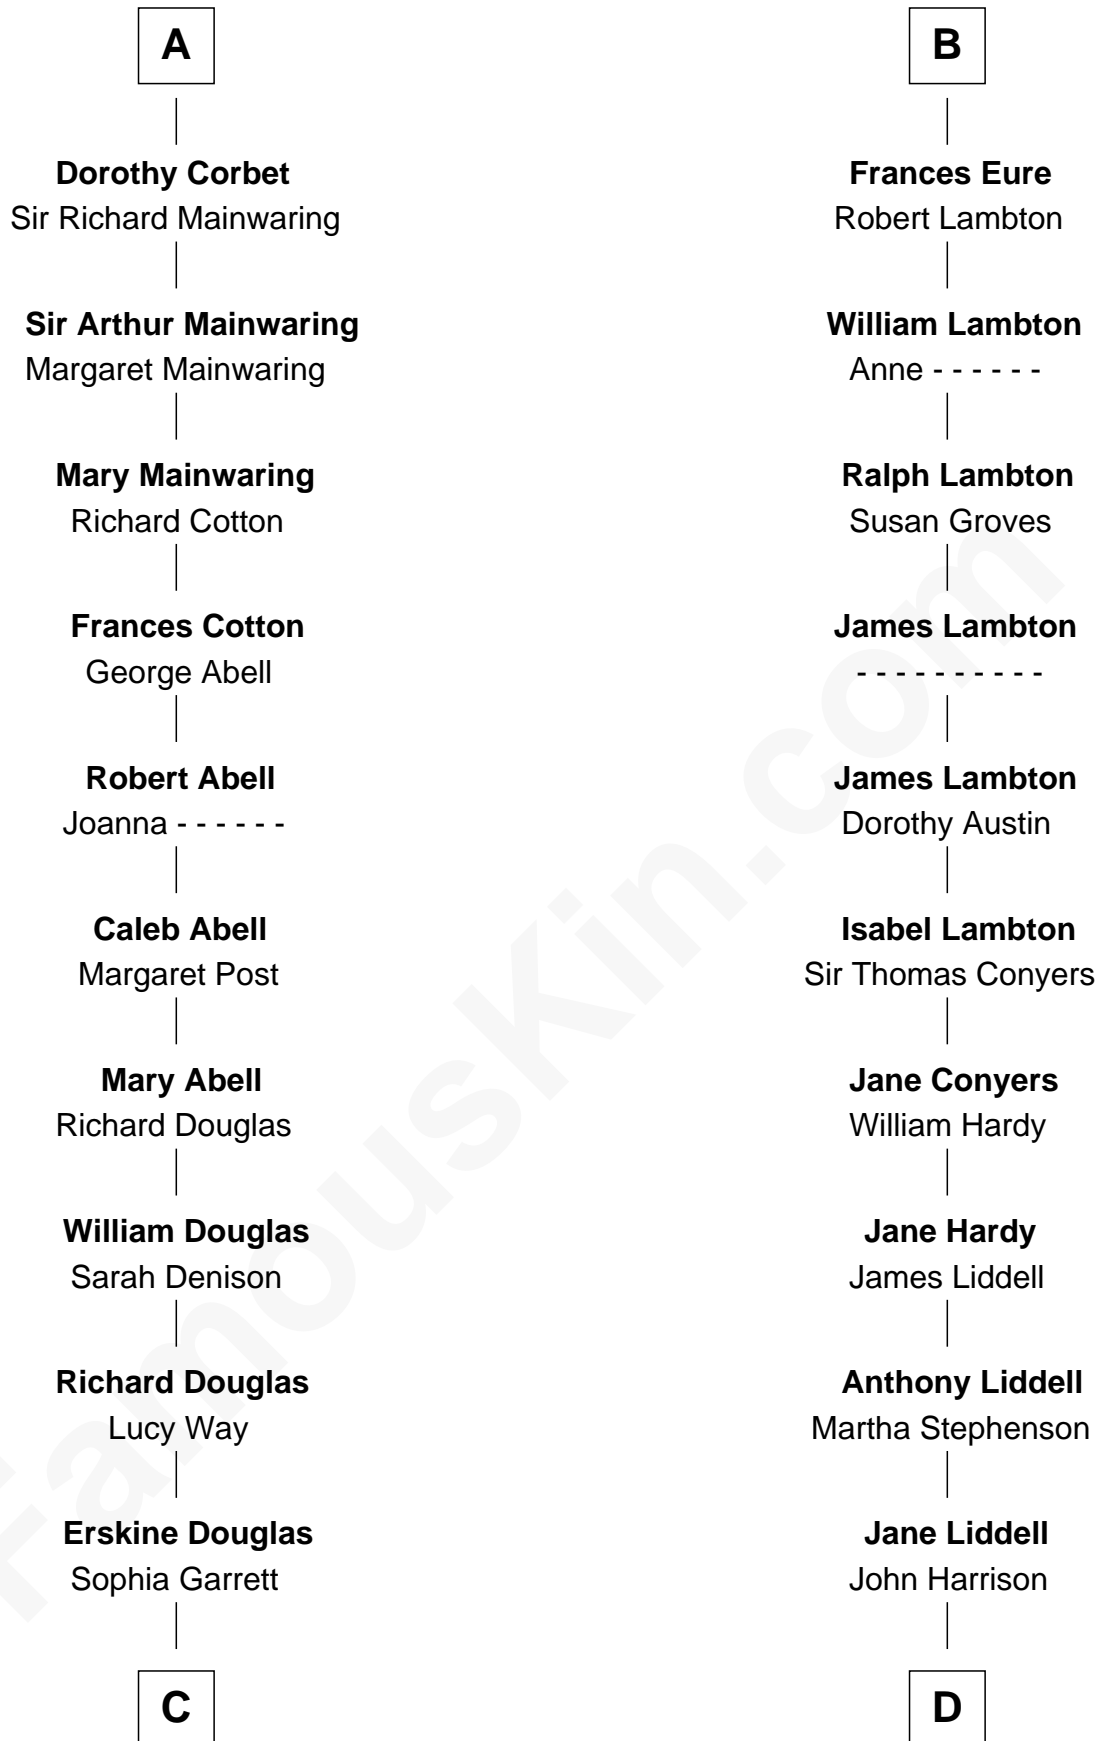 A
Dorothy Corbet
Sir Richard Mainwaring
Sir Arthur Mainwaring
Margaret Mainwaring
Mary Mainwaring
Richard Cotton
Frances Cotton
George Abell
Robert Abell
Joanna - - - - - -
Caleb Abell
Margaret Post
Mary Abell
Richard Douglas
William Douglas
Sarah Denison
Richard Douglas
Lucy Way
Erskine Douglas
Sophia Garrett
C
B
Frances Eure
Robert Lambton
William Lambton
Anne - - - - - -
Ralph Lambton
Susan Groves
James Lambton
- - - - - - - - - -
James Lambton
Dorothy Austin
Isabel Lambton
Sir Thomas Conyers
Jane Conyers
William Hardy
Jane Hardy
James Liddell
Anthony Liddell
Martha Stephenson
Jane Liddell
John Harrison
D
FamousKin.com